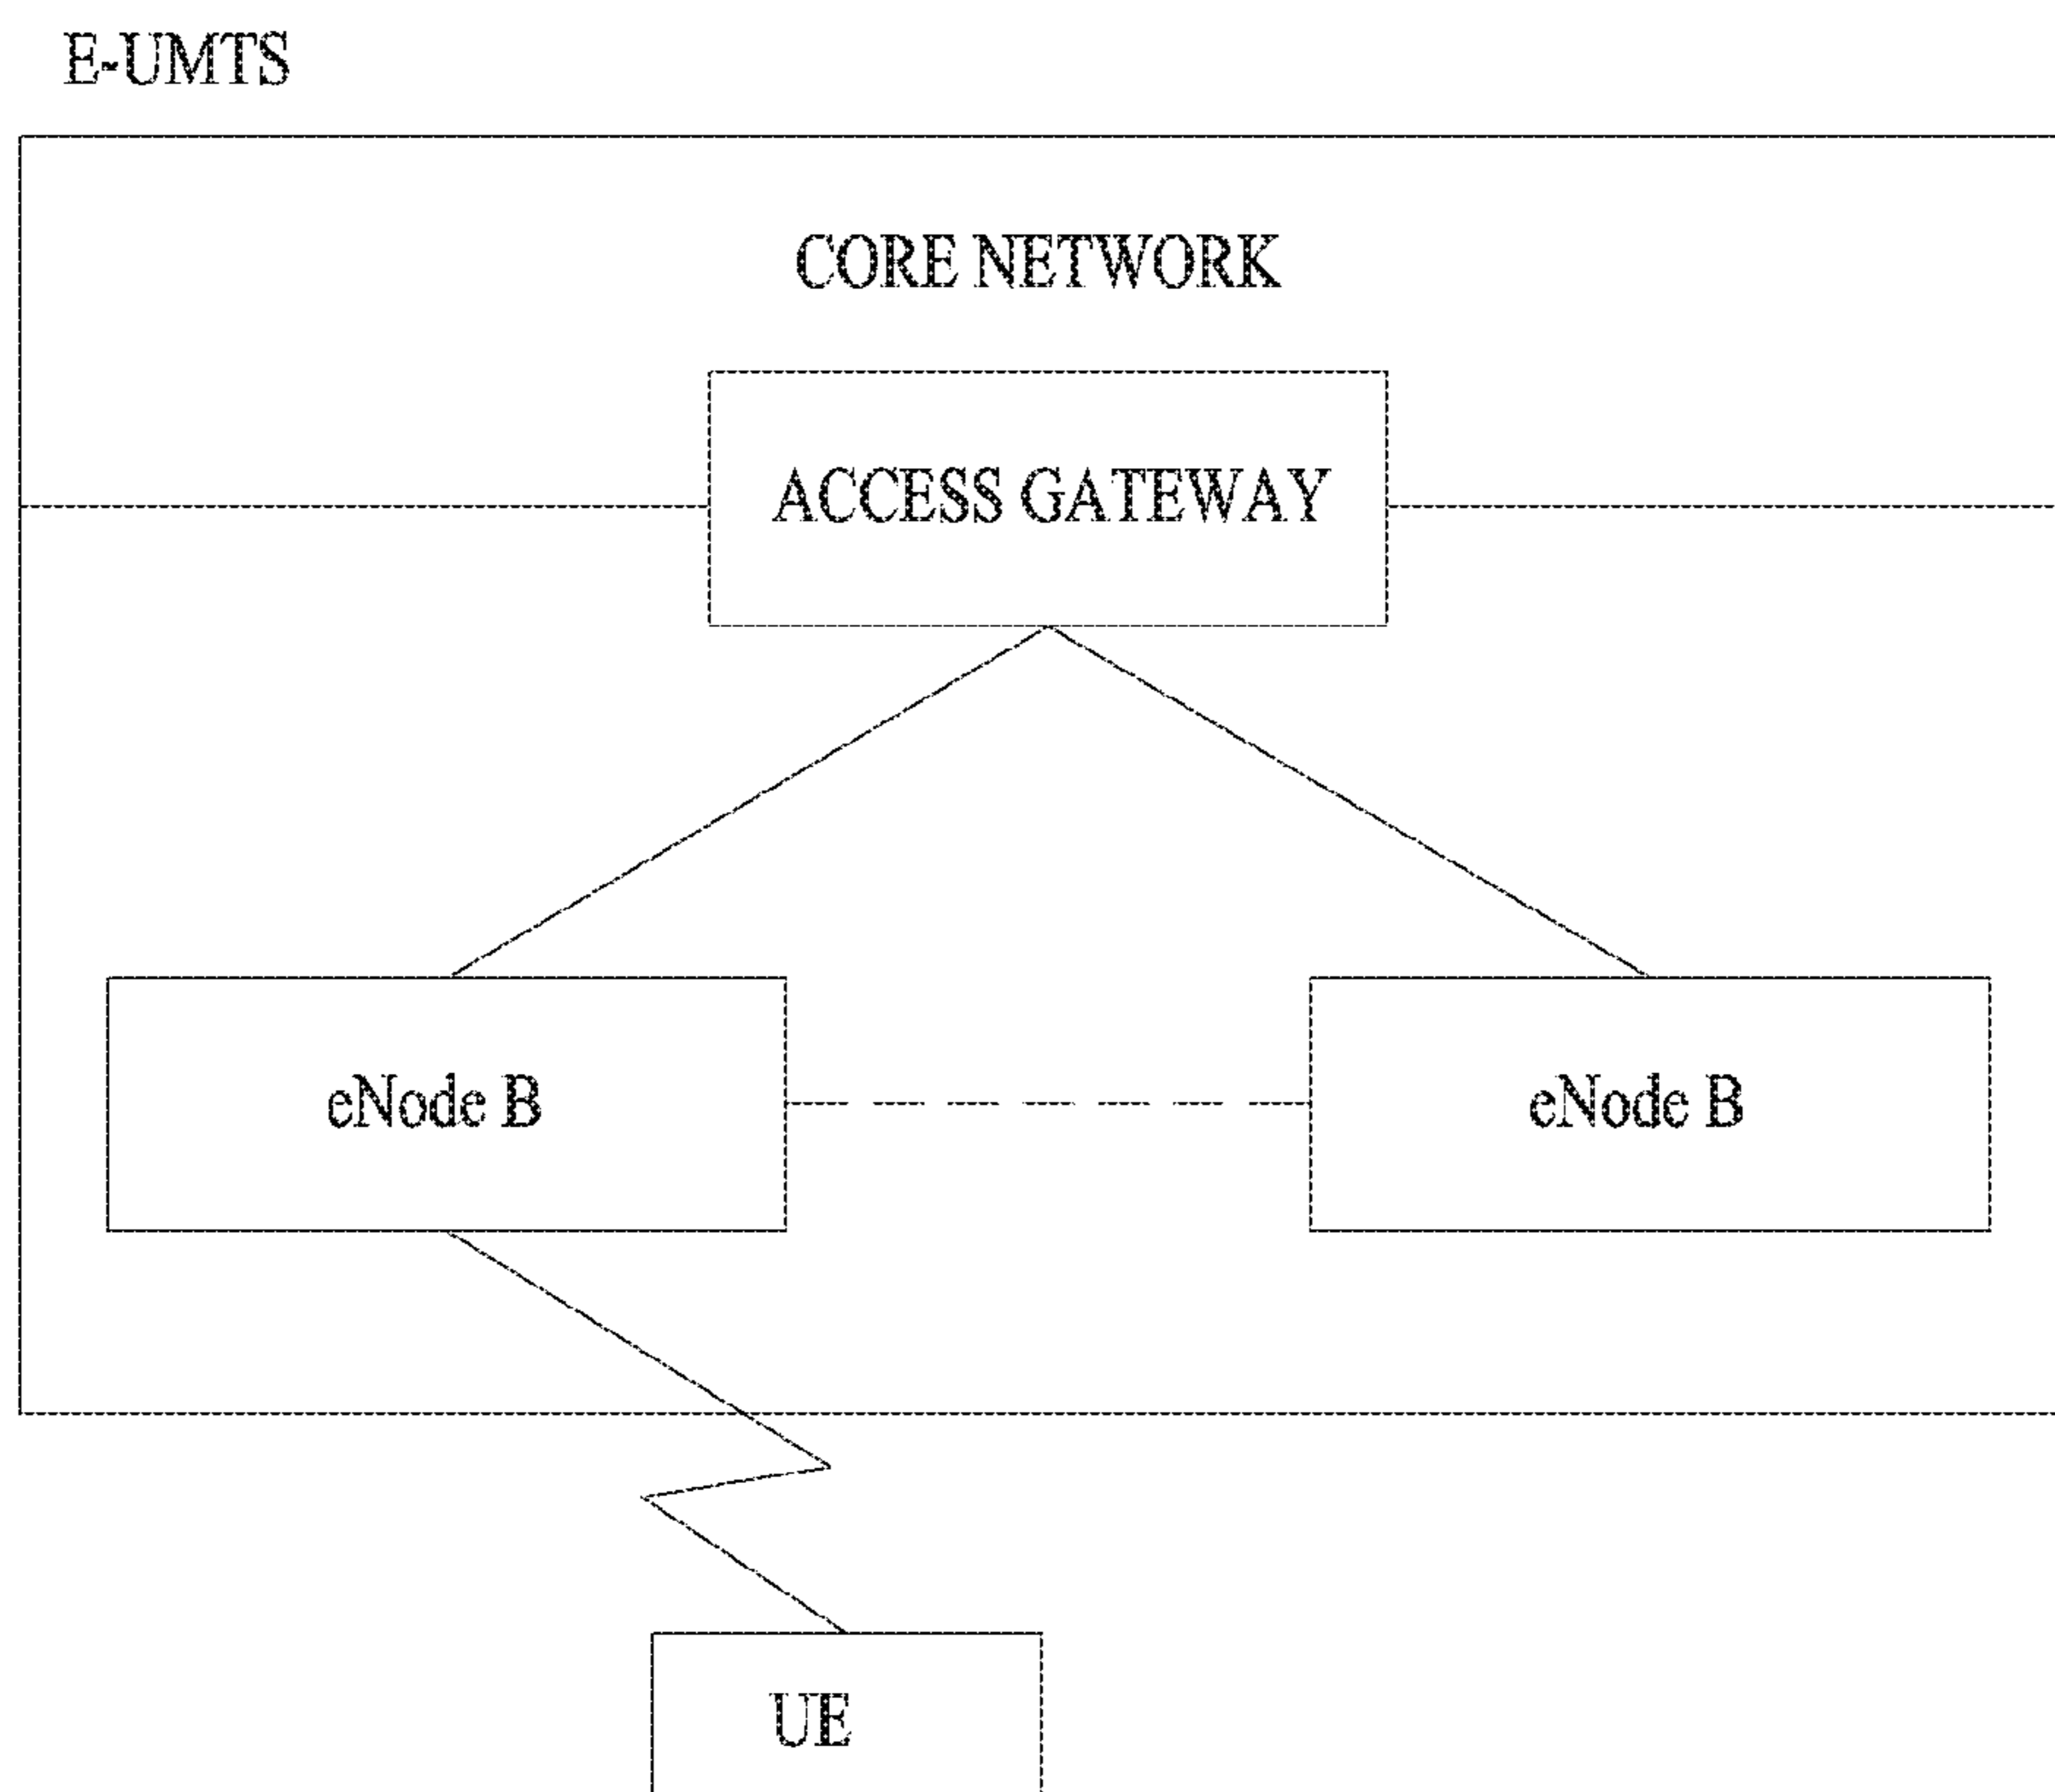 E-UMTS
CORE NETWORK
ACCESS GATEWAY
eNode B
eNode B
UE